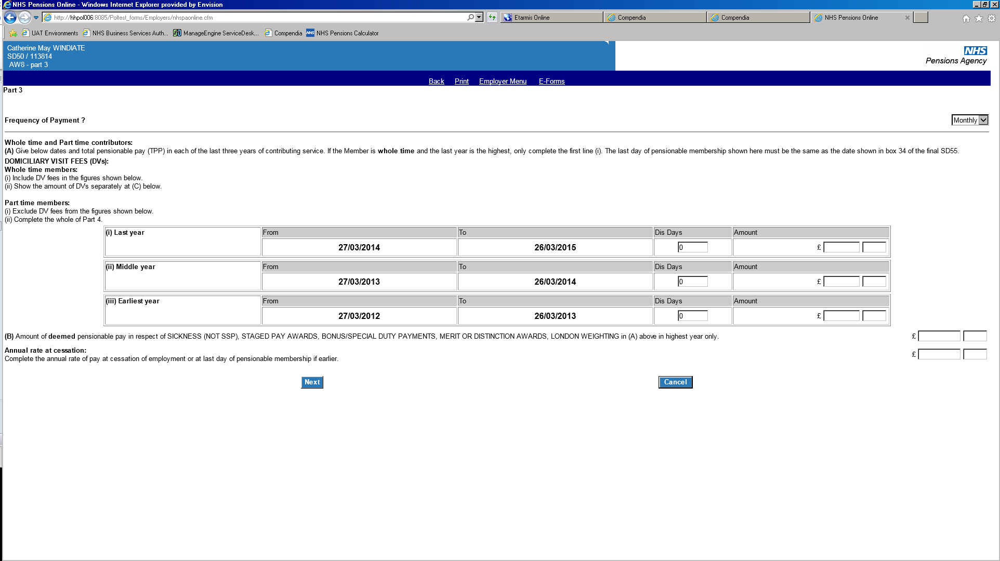 NHS Pensions Online - Windows Internet Explorer provided by Envision
http://hhpol006:8085/Poltest_forms/Employers/nhspaonline.cfm
Etarmis Online
Compendia
Compendia
NHS Pensions Online
UAT Environments
NHS Business Services Auth...
ManageEngine ServiceDesk...
Compendia
NHS
NHS Pensions Calculator
Catherine May WINDIATE
SD50 / 113814
AW8 - part 3
NHS
Pensions Agency
Back Print Employer Menu E-Forms
Part 3
Frequency of Payment ?
Monthly
Whole time and Part time contributors:
(A) Give below dates and total pensionable pay (TPP) in each of the last three years of contributing service. If the Member is whole time and the last year is the highest, only complete the first line (i). The last day of pensionable membership shown here must be the same as the date shown in box 34 of the final SD55.
DOMICILIARY VISIT FEES (DVs):
Whole time members:
(i) Include DV fees in the figures shown below.
(ii) Show the amount of DVs separately at (C) below.
Part time members:
(i) Exclude DV fees from the figures shown below.
(ii) Complete the whole of Part 4.
(i) Last year From To Dis Days Amount
27/03/2014 26/03/2015 0 £
(ii) Middle year From To Dis Days Amount
27/03/2013 26/03/2014 0 £
(iii) Earliest year From To Dis Days Amount
27/03/2012 26/03/2013 0 £
(B) Amount of deemed pensionable pay in respect of SICKNESS (NOT SSP), STAGED PAY AWARDS, BONUS/SPECIAL DUTY PAYMENTS, MERIT OR DISTINCTION AWARDS, LONDON WEIGHTING in (A) above in highest year only. £
Annual rate at cessation:
Complete the annual rate of pay at cessation of employment or at last day of pensionable membership if earlier. £
Next Cancel